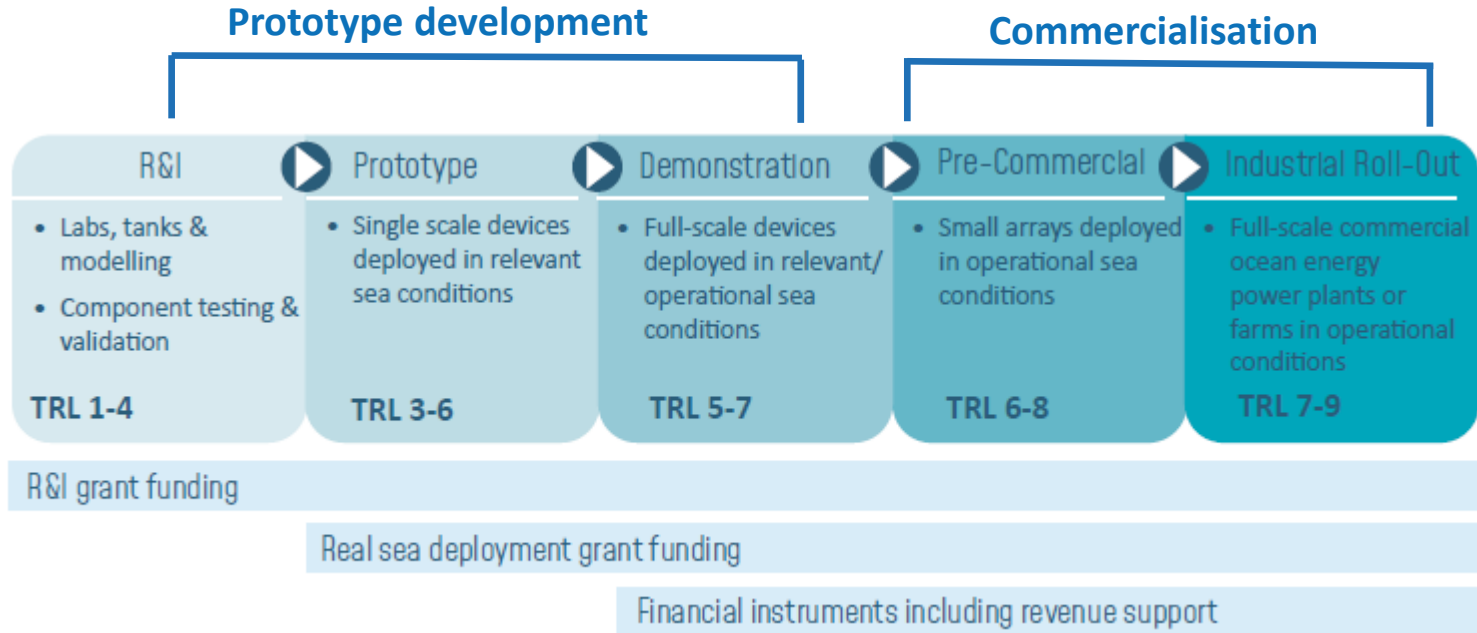 Prototype development
Commercialisation
R&I
Prototype
Demonstration
Pre-Commercial
Industrial Roll-Out
• Labs, tanks &
modelling
• Component testing &
validation
TRL 1-4
• Single scale devices
deployed in relevant
sea conditions
TRL 3-6
• Full-scale devices
deployed in relevant/
operational sea
conditions
TRL 5-7
• Small arrays deployed
in operational sea
conditions
TRL 6-8
• Full-scale commercial
ocean energy
power plants or
farms in operational
conditions
TRL 7-9
R&I grant funding
Real sea deployment grant funding
Financial instruments including revenue support